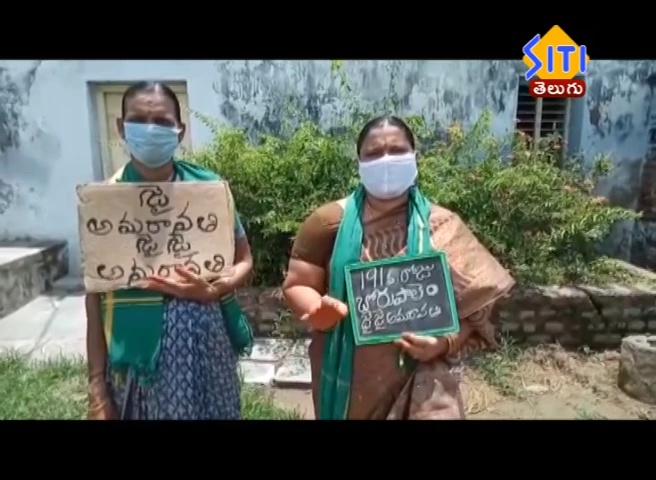 SITI
తెలుగు
జై
అమరావతి
జై జై
అమరావతి
191వ రోజు
బోరుపాలెం
జై జై అమరావతి